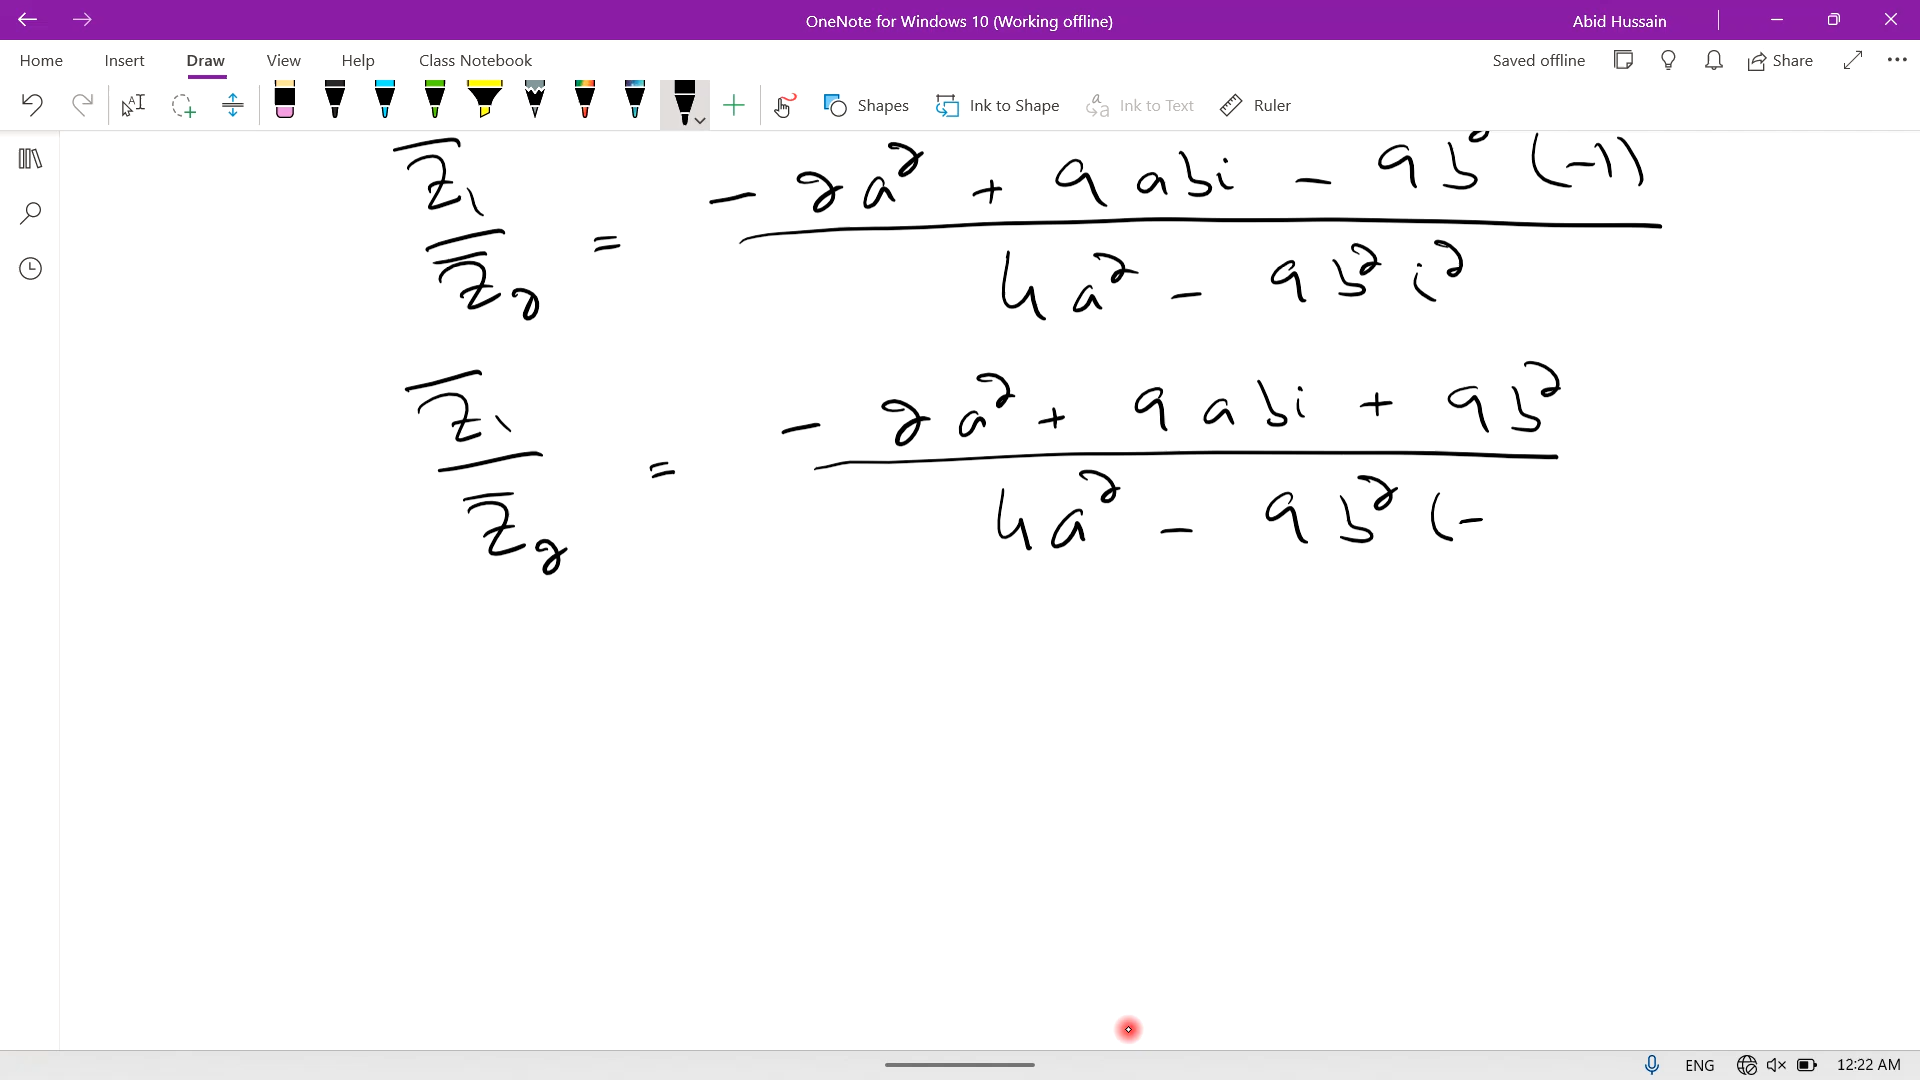 OneNote for Windows 10 (Working offline) Abid Hussain
Home Insert Draw View Help Class Notebook Saved offline Share
Shapes Ink to Shape Ink to Text Ruler
z̅₁ / z̅₂ = − 2a² + 9abi − 9b² (−1) / 4a² − 9b² i²
z̅₁ / z̅₂ = − 2a² + 9abi + 9b² / 4a² − 9b² (−
ENG 12:22 AM